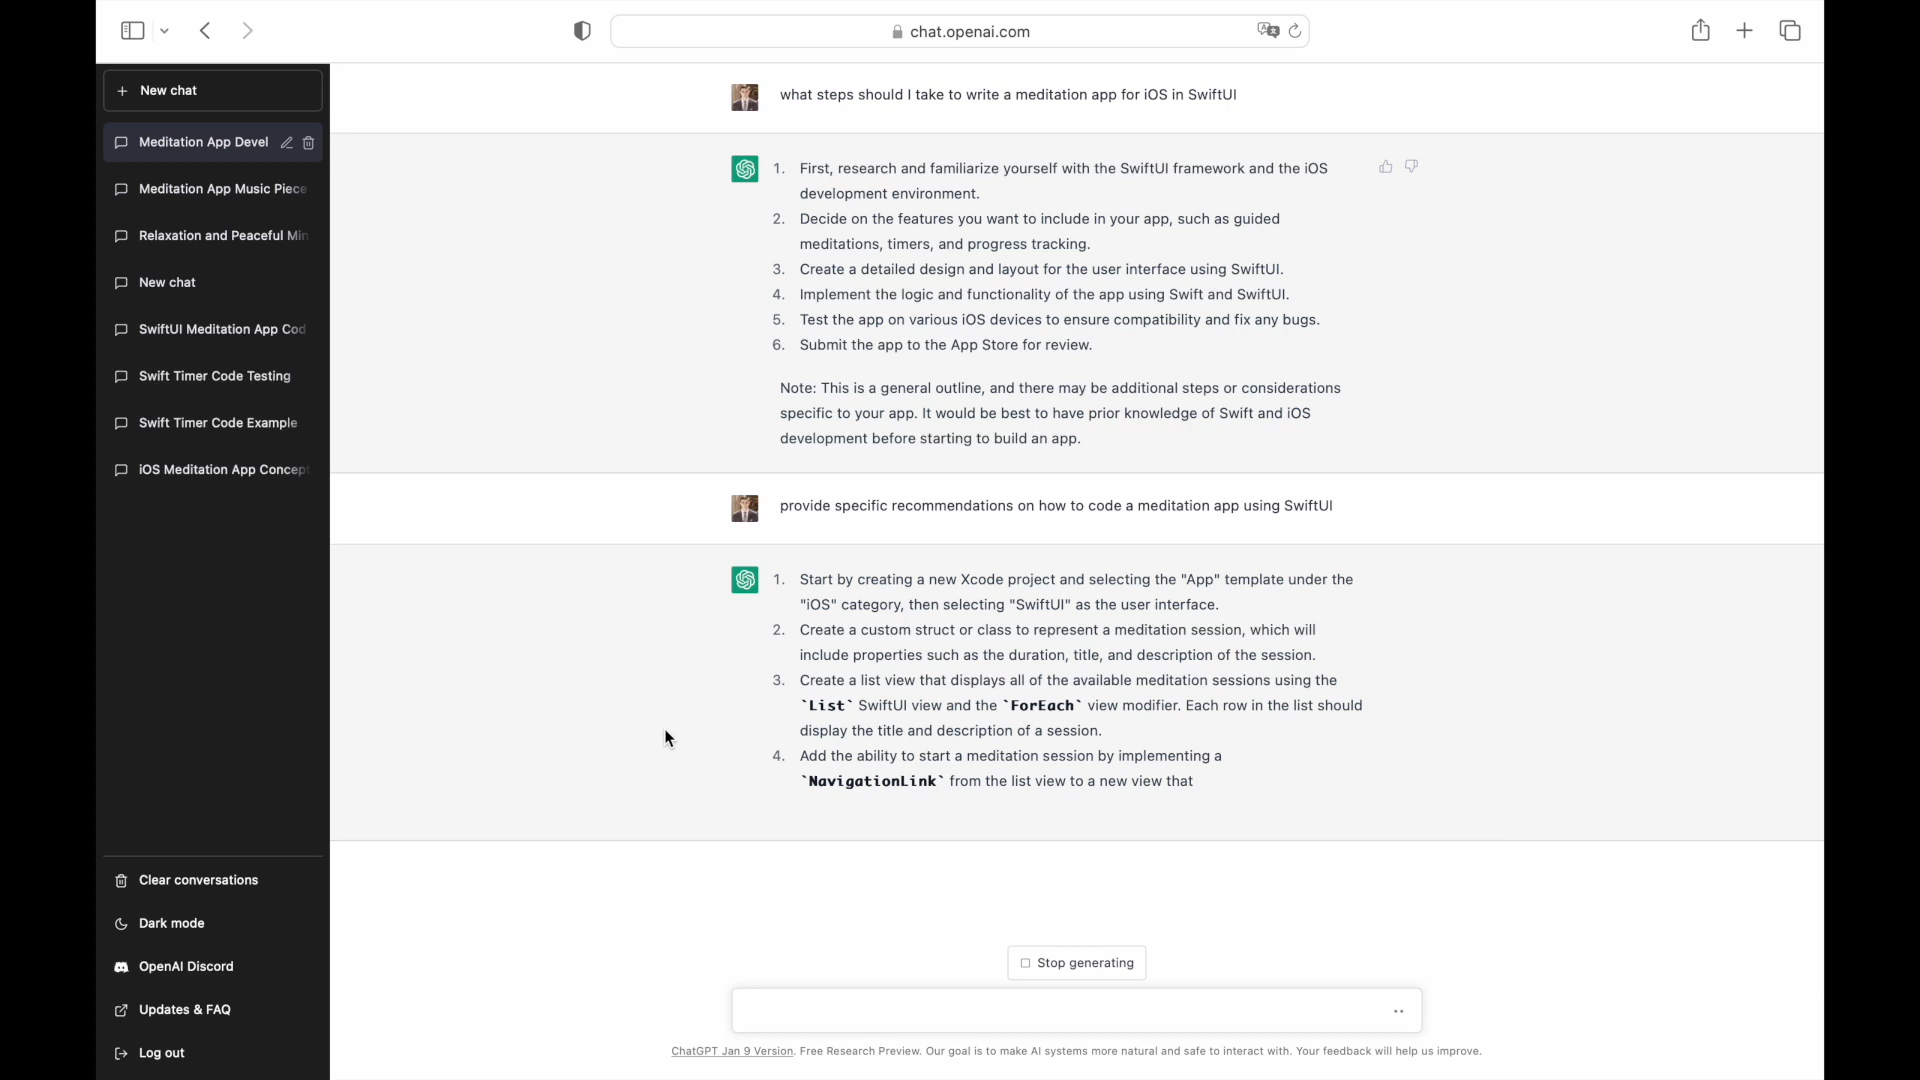 chat.openai.com
New chat
Meditation App Devel
Meditation App Music Piece
Relaxation and Peaceful Min
New chat
SwiftUI Meditation App Cod
Swift Timer Code Testing
Swift Timer Code Example
iOS Meditation App Concept
Clear conversations
Dark mode
OpenAI Discord
Updates & FAQ
Log out
what steps should I take to write a meditation app for iOS in SwiftUI
1. First, research and familiarize yourself with the SwiftUI framework and the iOS
development environment.
2. Decide on the features you want to include in your app, such as guided
meditations, timers, and progress tracking.
3. Create a detailed design and layout for the user interface using SwiftUI.
4. Implement the logic and functionality of the app using Swift and SwiftUI.
5. Test the app on various iOS devices to ensure compatibility and fix any bugs.
6. Submit the app to the App Store for review.
Note: This is a general outline, and there may be additional steps or considerations
specific to your app. It would be best to have prior knowledge of Swift and iOS
development before starting to build an app.
provide specific recommendations on how to code a meditation app using SwiftUI
1. Start by creating a new Xcode project and selecting the "App" template under the
"iOS" category, then selecting "SwiftUI" as the user interface.
2. Create a custom struct or class to represent a meditation session, which will
include properties such as the duration, title, and description of the session.
3. Create a list view that displays all of the available meditation sessions using the
`List` SwiftUI view and the `ForEach` view modifier. Each row in the list should
display the title and description of a session.
4. Add the ability to start a meditation session by implementing a
`NavigationLink` from the list view to a new view that
Stop generating
ChatGPT Jan 9 Version. Free Research Preview. Our goal is to make AI systems more natural and safe to interact with. Your feedback will help us improve.